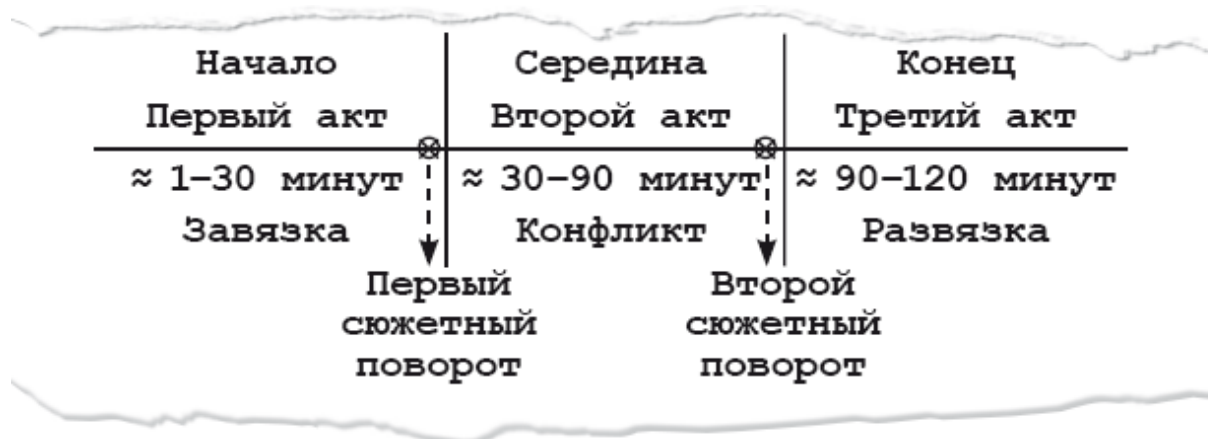 Начало Середина Конец
Первый акт Второй акт Третий акт
≈ 1–30 минут ≈ 30–90 минут ≈ 90–120 минут
Завязка Конфликт Развязка
Первый Второй
сюжетный сюжетный
поворот поворот